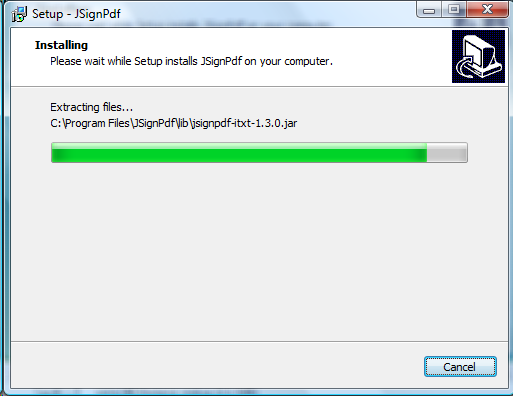 Setup - JSignPdf
Installing
Please wait while Setup installs JSignPdf on your computer.
Extracting files...
C:\Program Files\JSignPdf\lib\jsignpdf-itxt-1.3.0.jar
Cancel